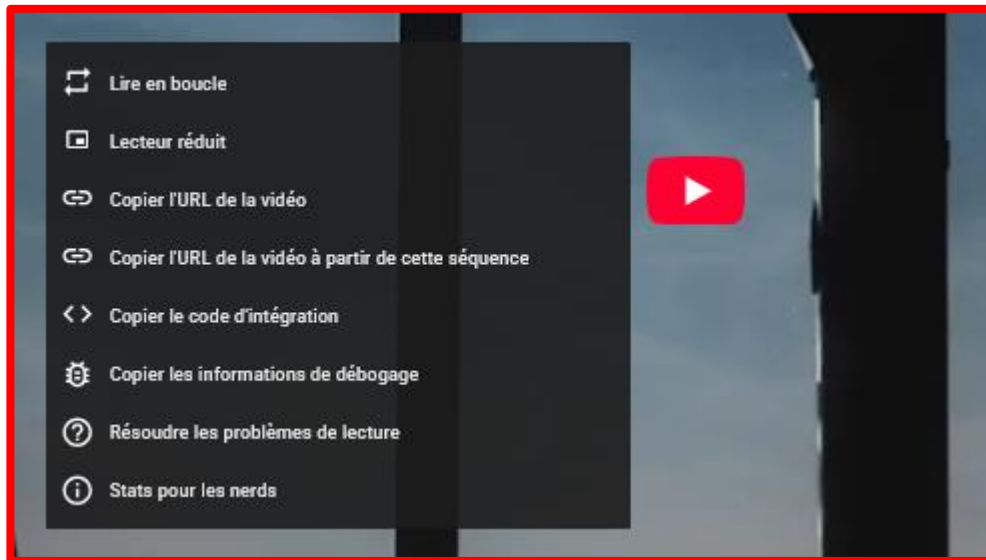 Lire en boucle
Lecteur réduit
Copier l'URL de la vidéo
Copier l'URL de la vidéo à partir de cette séquence
Copier le code d'intégration
Copier les informations de débogage
Résoudre les problèmes de lecture
Stats pour les nerds